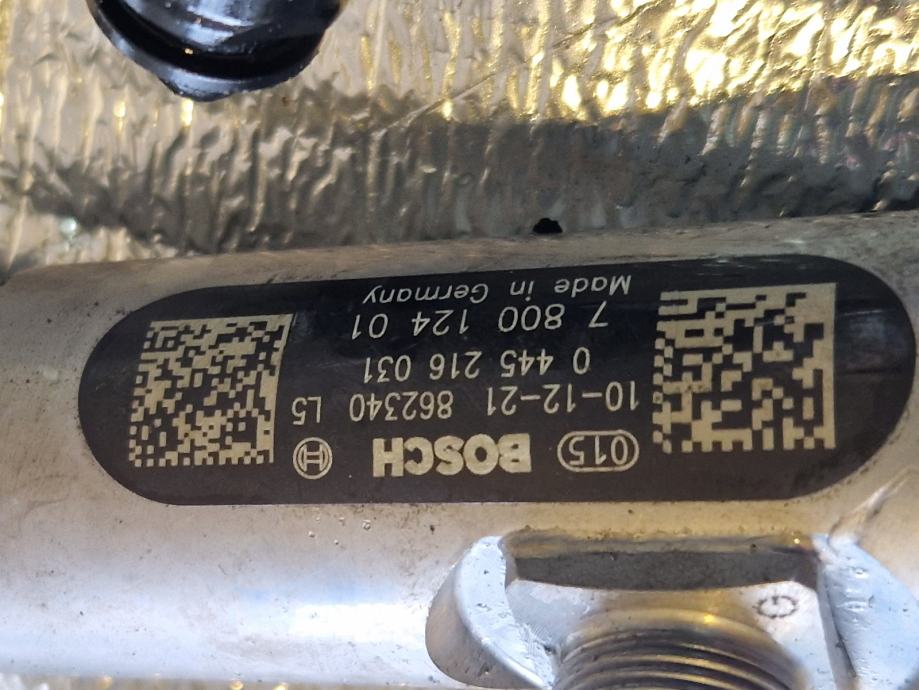 015 BOSCH
10-12-21 862340 L5
0 445 216 031
7 800 124 01
Made in Germany
G